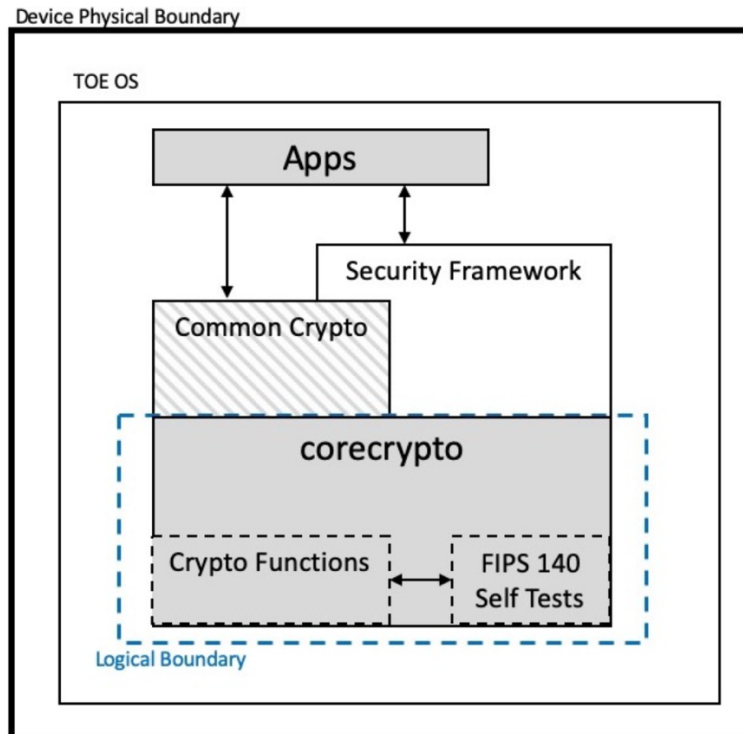 Device Physical Boundary
TOE OS
Apps
Security Framework
Common Crypto
corecrypto
Crypto Functions
FIPS 140
Self Tests
Logical Boundary